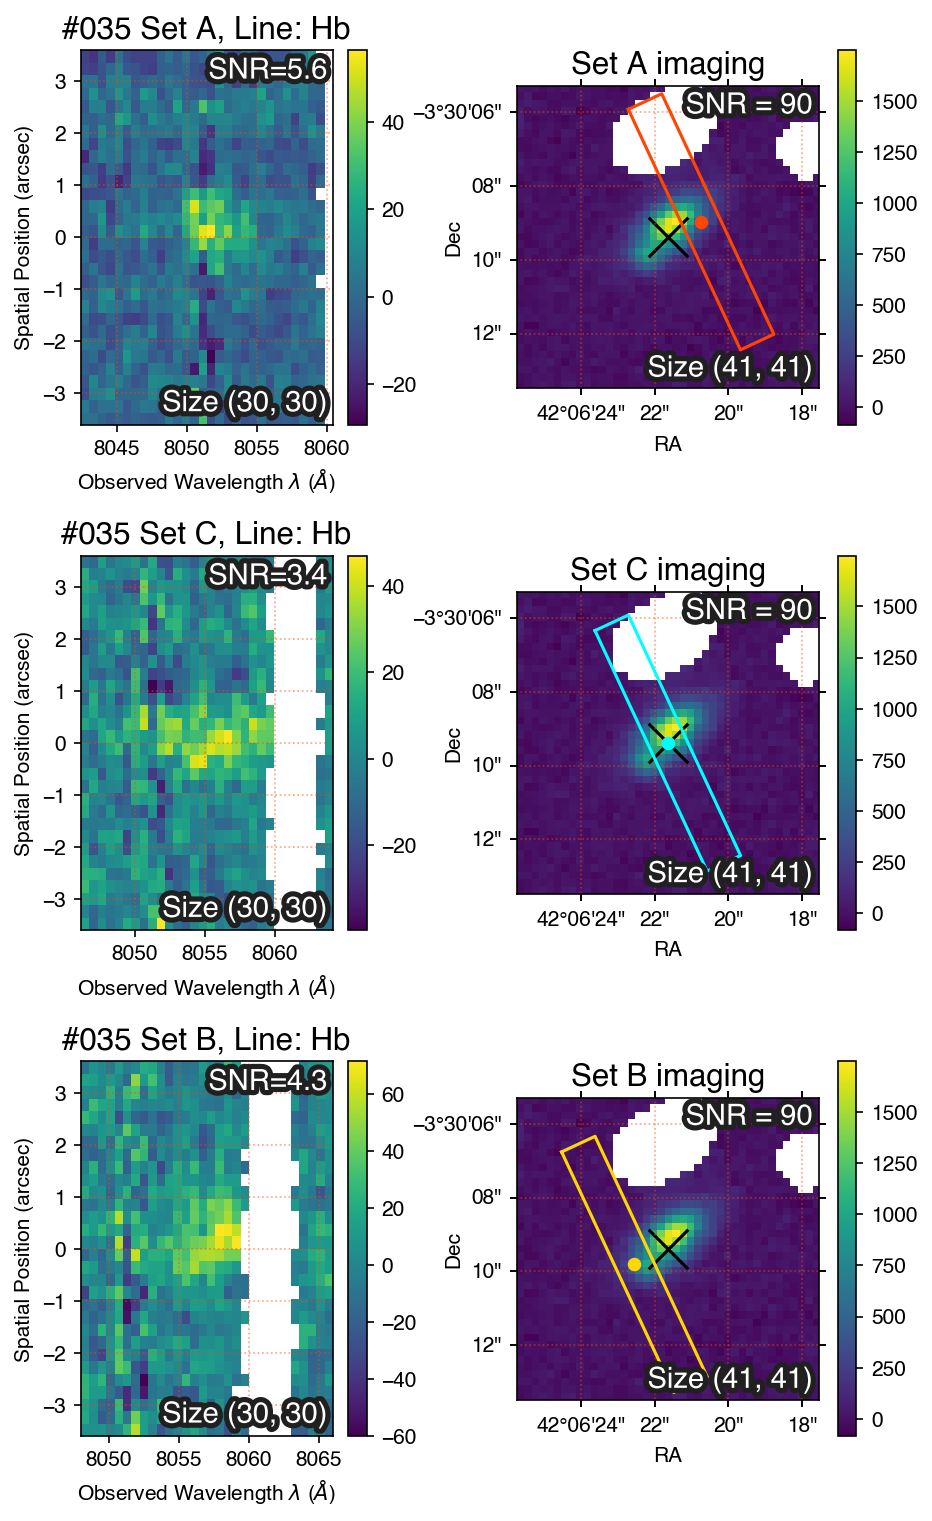 #035 Set A, Line: Hb
SNR=5.6
Size (30, 30)
3
2
1
0
−1
−2
−3
Spatial Position (arcsec)
8045 8050 8055 8060
Observed Wavelength λ (Å)
40
20
0
−20
Set A imaging
SNR = 90
Size (41, 41)
−3°30'06"
08"
10"
12"
Dec
42°06'24" 22" 20" 18"
RA
1500
1250
1000
750
500
250
0
#035 Set C, Line: Hb
SNR=3.4
Size (30, 30)
3
2
1
0
−1
−2
−3
Spatial Position (arcsec)
8050 8055 8060
Observed Wavelength λ (Å)
40
20
0
−20
Set C imaging
SNR = 90
Size (41, 41)
−3°30'06"
08"
10"
12"
Dec
42°06'24" 22" 20" 18"
RA
1500
1250
1000
750
500
250
0
#035 Set B, Line: Hb
SNR=4.3
Size (30, 30)
3
2
1
0
−1
−2
−3
Spatial Position (arcsec)
8050 8055 8060 8065
Observed Wavelength λ (Å)
60
40
20
0
−20
−40
−60
Set B imaging
SNR = 90
Size (41, 41)
−3°30'06"
08"
10"
12"
Dec
42°06'24" 22" 20" 18"
RA
1500
1250
1000
750
500
250
0